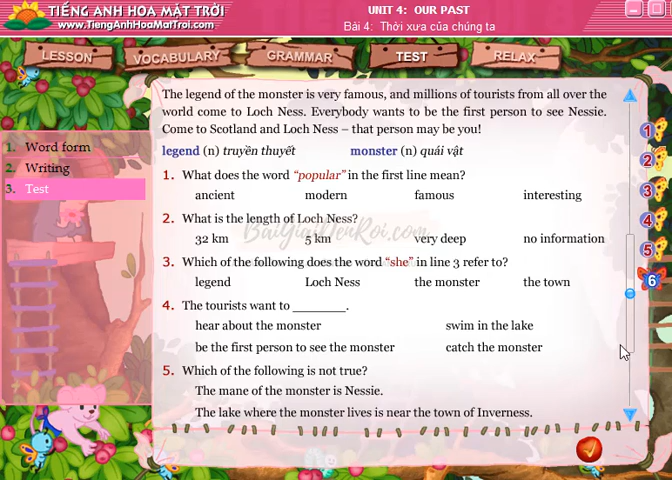 TIẾNG ANH HOA MẶT TRỜI
www.TiengAnhHoaMatTroi.com
UNIT 4: OUR PAST
Bài 4: Thời xưa của chúng ta
LESSON
VOCABULARY
GRAMMAR
TEST
RELAX
1. Word form
2. Writing
3. Test
The legend of the monster is very famous, and millions of tourists from all over the
world come to Loch Ness. Everybody wants to be the first person to see Nessie.
Come to Scotland and Loch Ness – that person may be you!
legend (n) truyền thuyết monster (n) quái vật
1. What does the word "popular" in the first line mean?
ancient modern famous interesting
2. What is the length of Loch Ness?
32 km 5 km very deep no information
BaiGiaiDenRoi.com
3. Which of the following does the word "she" in line 3 refer to?
legend Loch Ness the monster the town
4. The tourists want to _______.
hear about the monster swim in the lake
be the first person to see the monster catch the monster
5. Which of the following is not true?
The mane of the monster is Nessie.
The lake where the monster lives is near the town of Inverness.
1
2
3
4
5
6